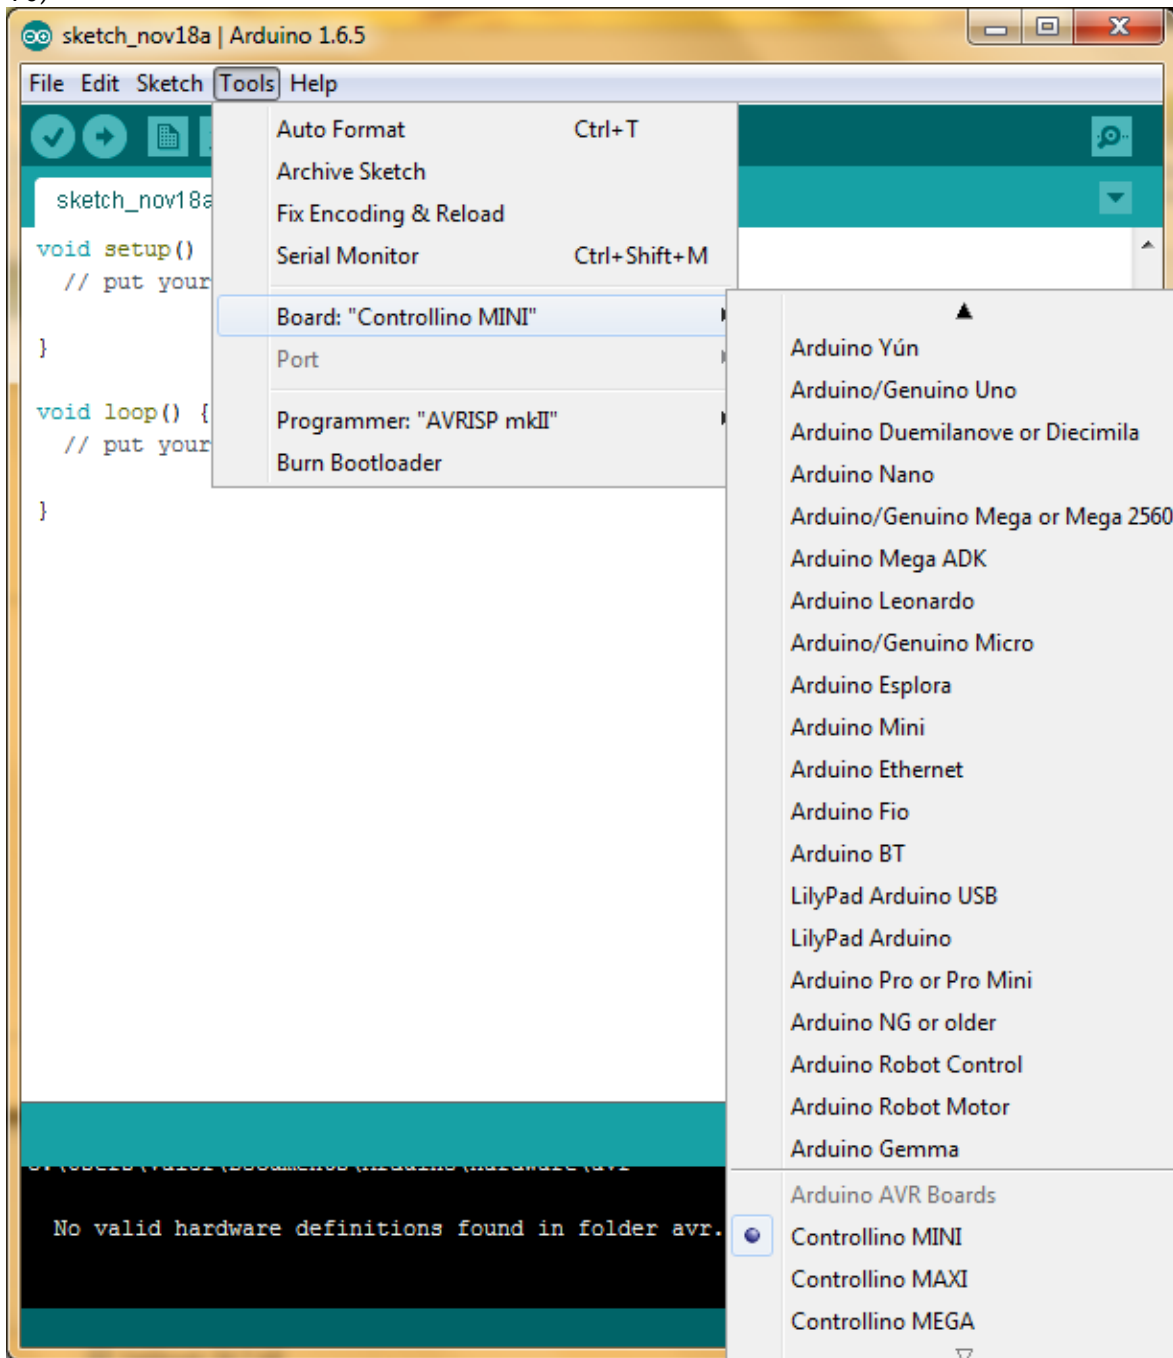 sketch_nov18a | Arduino 1.6.5
File Edit Sketch Tools Help
Auto Format Ctrl+T
Archive Sketch
Fix Encoding & Reload
Serial Monitor Ctrl+Shift+M
Board: "Controllino MINI"
Port
Programmer: "AVRISP mkII"
Burn Bootloader
sketch_nov18a
void setup()
// put your
}
void loop() {
// put your
}
Arduino Yún
Arduino/Genuino Uno
Arduino Duemilanove or Diecimila
Arduino Nano
Arduino/Genuino Mega or Mega 2560
Arduino Mega ADK
Arduino Leonardo
Arduino/Genuino Micro
Arduino Esplora
Arduino Mini
Arduino Ethernet
Arduino Fio
Arduino BT
LilyPad Arduino USB
LilyPad Arduino
Arduino Pro or Pro Mini
Arduino NG or older
Arduino Robot Control
Arduino Robot Motor
Arduino Gemma
Arduino AVR Boards
Controllino MINI
Controllino MAXI
Controllino MEGA
No valid hardware definitions found in folder avr.